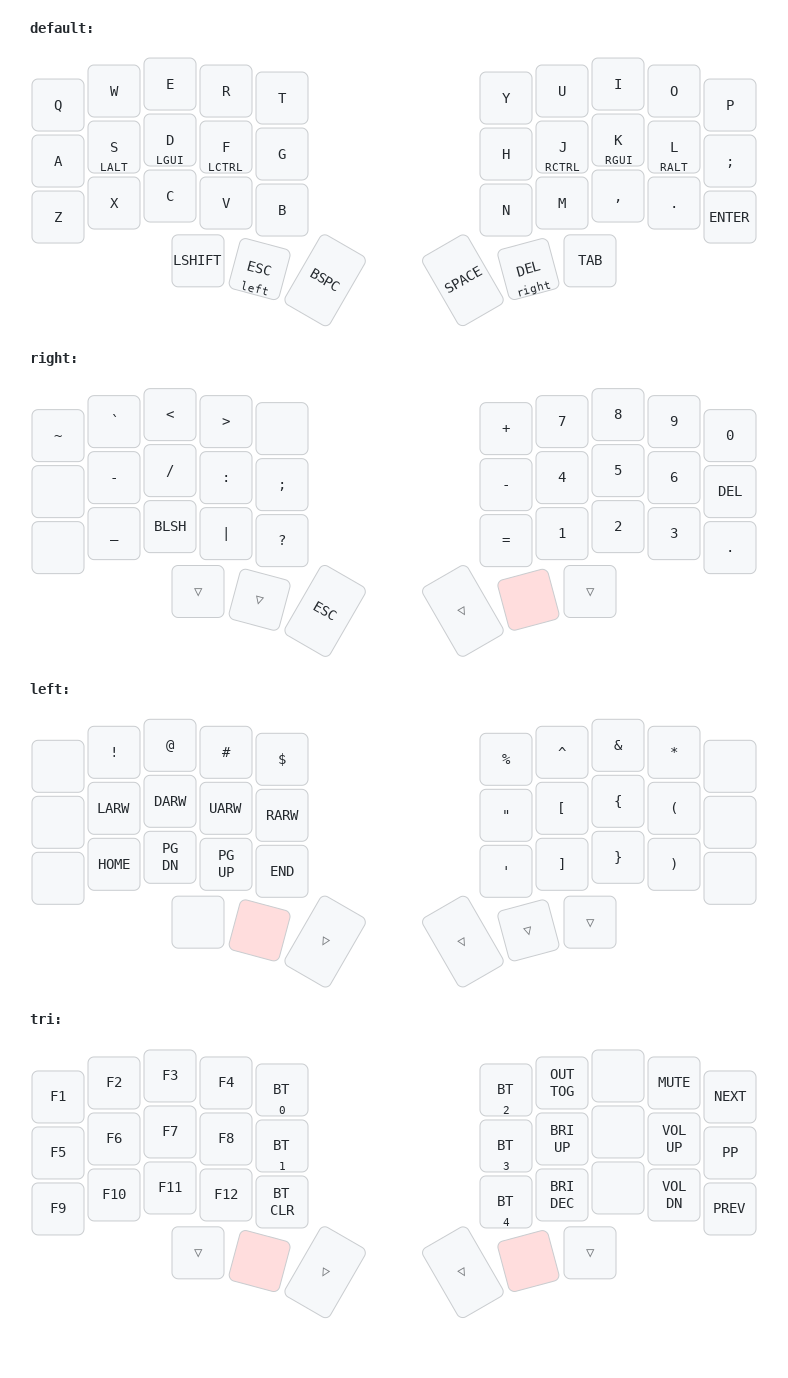 default:
Q W E R T Y U I O P
A S D F G H J K L ;
LALT LGUI LCTRL RCTRL RGUI RALT
Z X C V B N M , . ENTER
LSHIFT ESC BSPC SPACE DEL TAB
left right
right:
~ ` < > + 7 8 9 0
- / : ; - 4 5 6 DEL
_ BLSH | ? = 1 2 3 .
▽ ▽ ESC ◁ ▽
left:
! @ # $ % ^ & *
LARW DARW UARW RARW " [ { (
HOME PG DN PG UP END ' ] } )
▷ ◁ ▽ ▽
tri:
F1 F2 F3 F4 BT 0 BT 2 OUT TOG MUTE NEXT
F5 F6 F7 F8 BT 1 BT 3 BRI UP VOL UP PP
F9 F10 F11 F12 BT CLR BT 4 BRI DEC VOL DN PREV
▽ ▷ ◁ ▽